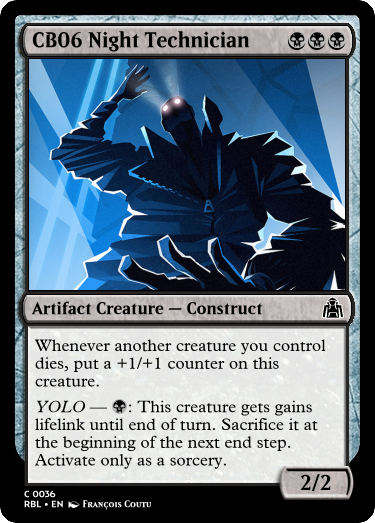 CB06 Night Technician
Artifact Creature — Construct
Whenever another creature you control
dies, put a +1/+1 counter on this
creature.
YOLO — : This creature gets gains
lifelink until end of turn. Sacrifice it at
the beginning of the next end step.
Activate only as a sorcery.
2/2
C 0036
RBL • EN François Coutu